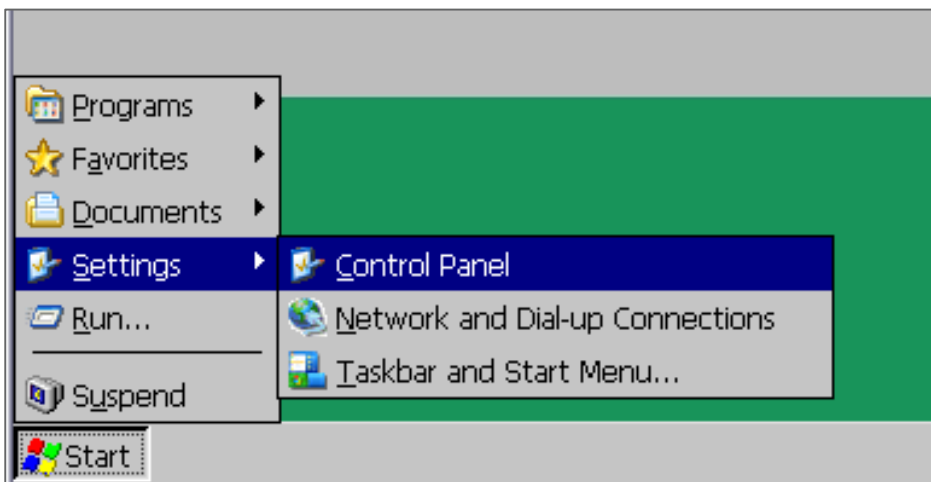 Programs
Favorites
Documents
Settings
Control Panel
Run...
Network and Dial-up Connections
Taskbar and Start Menu...
Suspend
Start